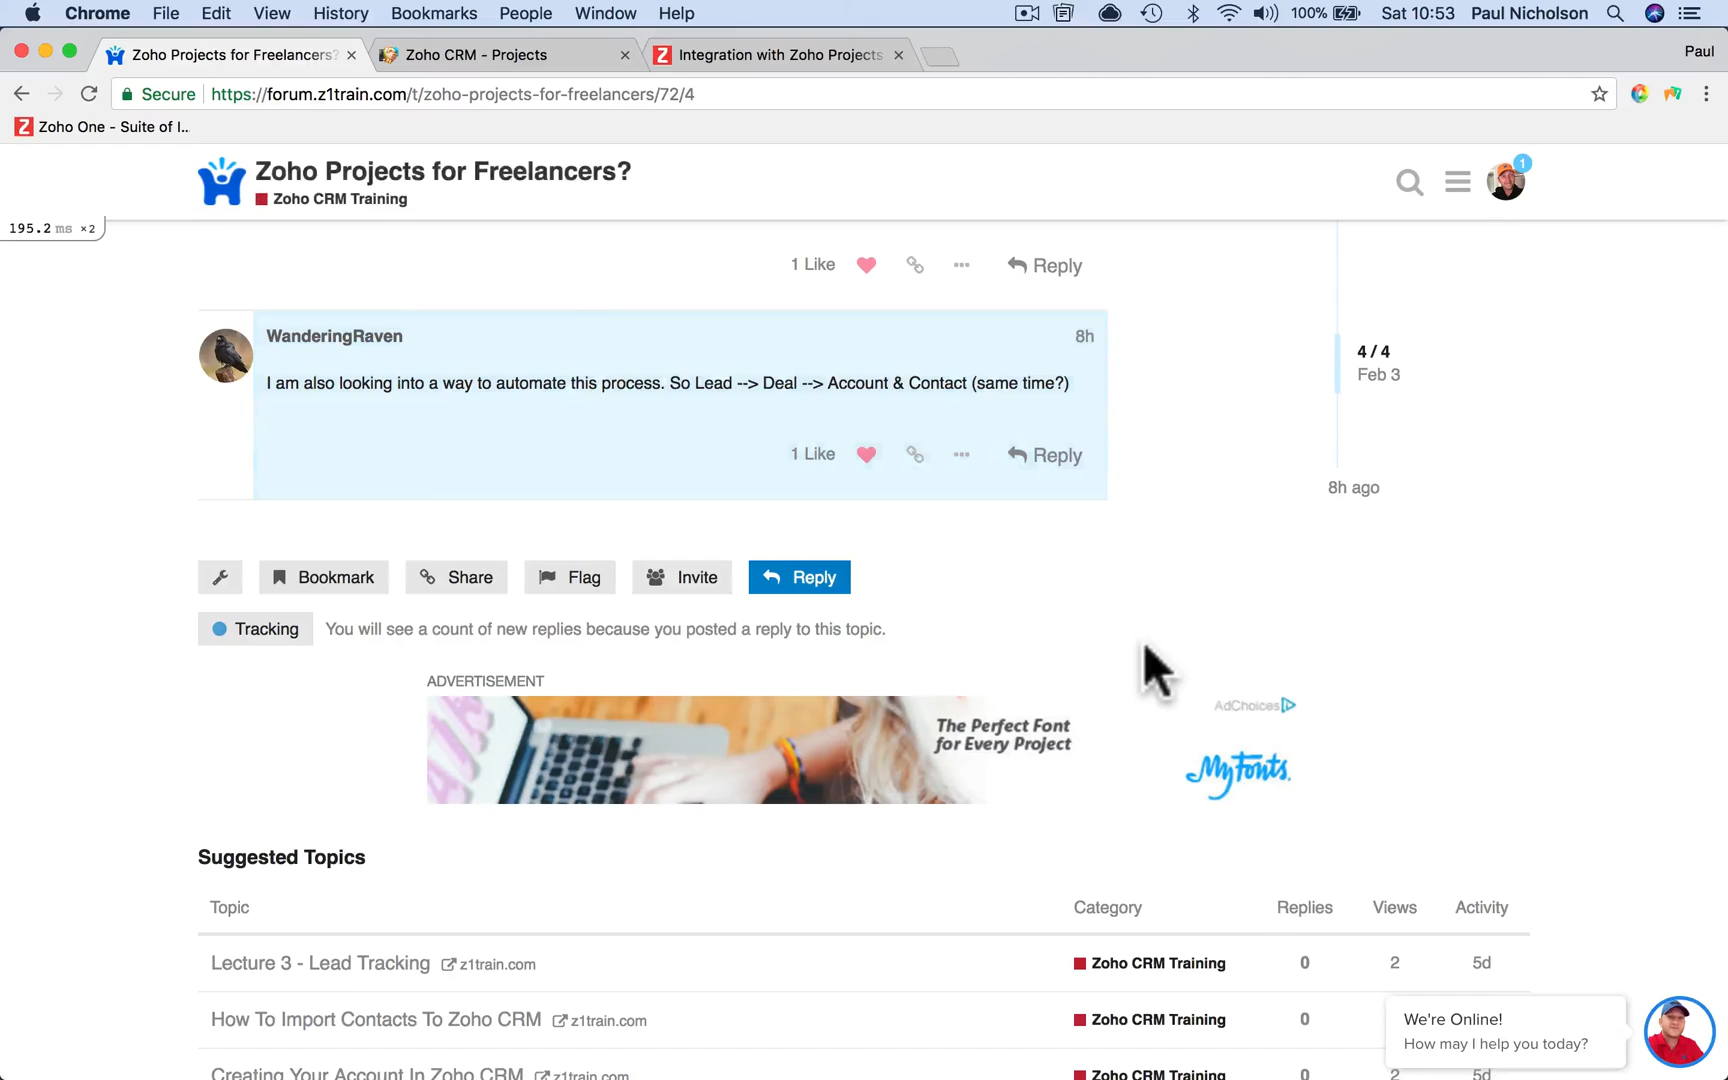 Chrome File Edit View History Bookmarks People Window Help 100% Sat 10:53 Paul Nicholson
Zoho Projects for Freelancers? Zoho CRM - Projects Integration with Zoho Projects Paul
Secure https://forum.z1train.com/t/zoho-projects-for-freelancers/72/4
Zoho One - Suite of I..
Zoho Projects for Freelancers?
Zoho CRM Training
1
195.2 ms ×2
1 Like Reply
WanderingRaven 8h
I am also looking into a way to automate this process. So Lead --> Deal --> Account & Contact (same time?)
1 Like Reply
4 / 4
Feb 3
8h ago
Bookmark Share Flag Invite Reply
Tracking You will see a count of new replies because you posted a reply to this topic.
ADVERTISEMENT
AdChoices
The Perfect Font
for Every Project
MyFonts.
Suggested Topics
Topic Category Replies Views Activity
Lecture 3 - Lead Tracking z1train.com Zoho CRM Training 0 2 5d
How To Import Contacts To Zoho CRM z1train.com Zoho CRM Training 0
We're Online!
How may I help you today?
Creating Your Account In Zoho CRM z1train.com Zoho CRM Training 0 2 5d